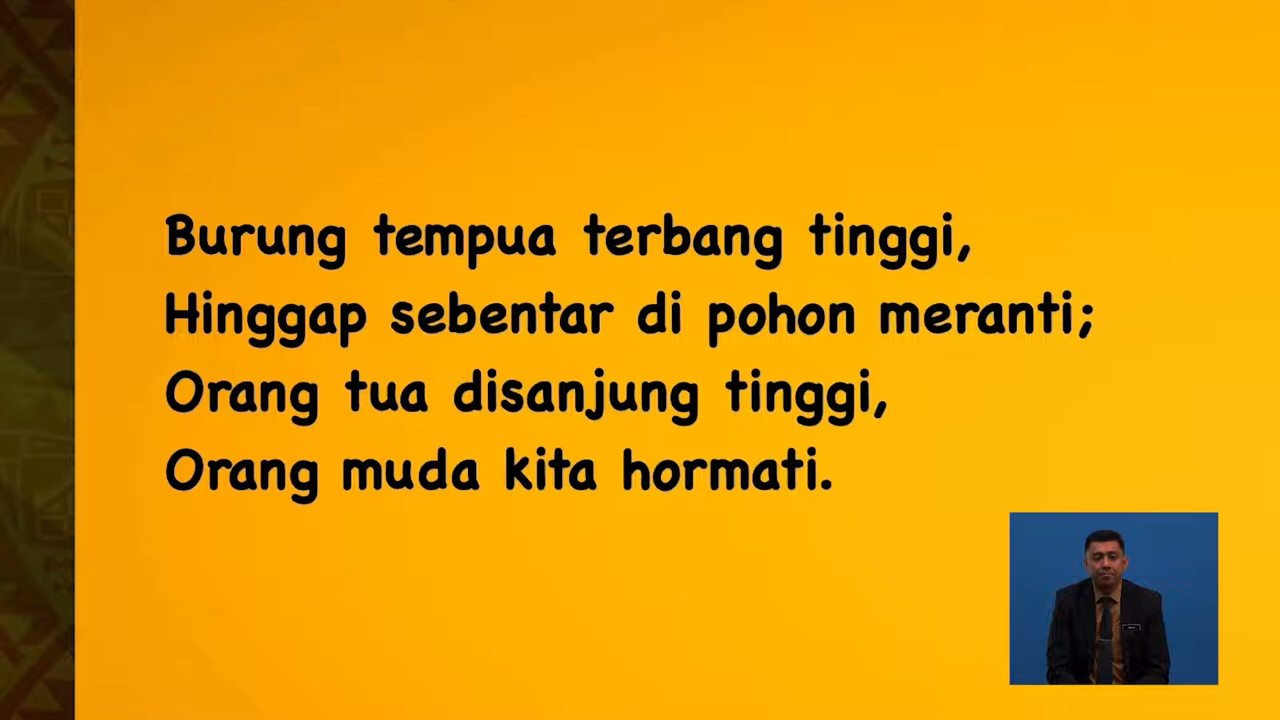 Burung tempua terbang tinggi,
Hinggap sebentar di pohon meranti;
Orang tua disanjung tinggi,
Orang muda kita hormati.